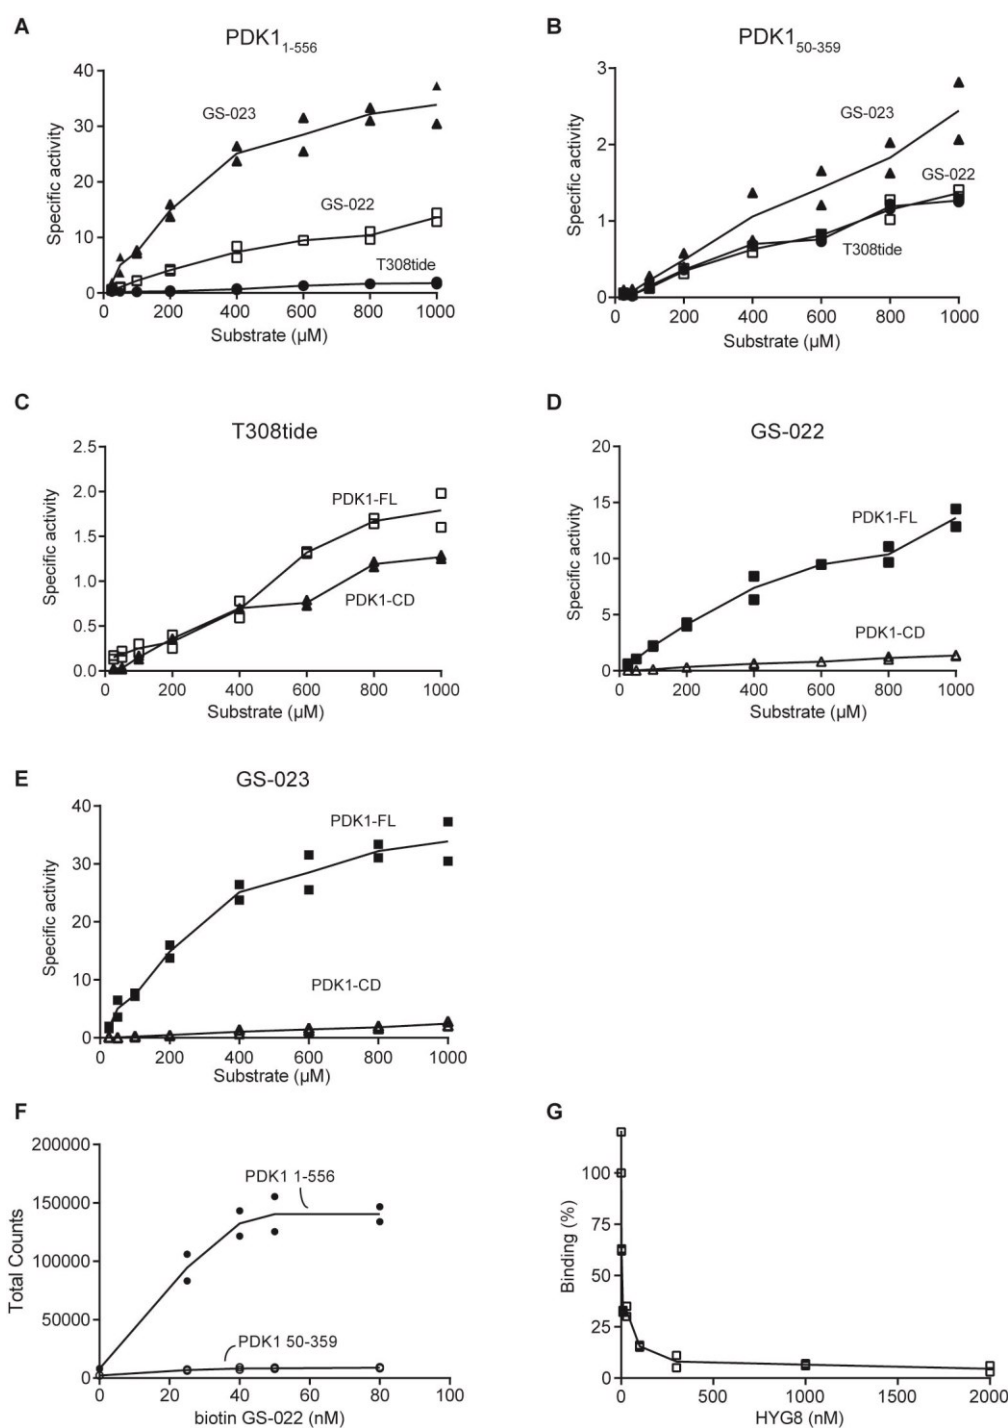 A
PDK1₁₋₅₅₆
Specific activity
40
30
20
10
0
GS-023
GS-022
T308tide
0 200 400 600 800 1000
Substrate (µM)
B
PDK1₅₀₋₃₅₉
Specific activity
3
2
1
0
GS-023
GS-022
T308tide
0 200 400 600 800 1000
Substrate (µM)
C
T308tide
Specific activity
2.5
2.0
1.5
1.0
0.5
0.0
PDK1-FL
PDK1-CD
0 200 400 600 800 1000
Substrate (µM)
D
GS-022
Specific activity
20
15
10
5
0
PDK1-FL
PDK1-CD
0 200 400 600 800 1000
Substrate (µM)
E
GS-023
Specific activity
40
30
20
10
0
PDK1-FL
PDK1-CD
0 200 400 600 800 1000
Substrate (µM)
F
Total Counts
200000
150000
100000
50000
0
PDK1 1-556
PDK1 50-359
0 20 40 60 80 100
biotin GS-022 (nM)
G
Binding (%)
100
75
50
25
0
0 500 1000 1500 2000
HYG8 (nM)